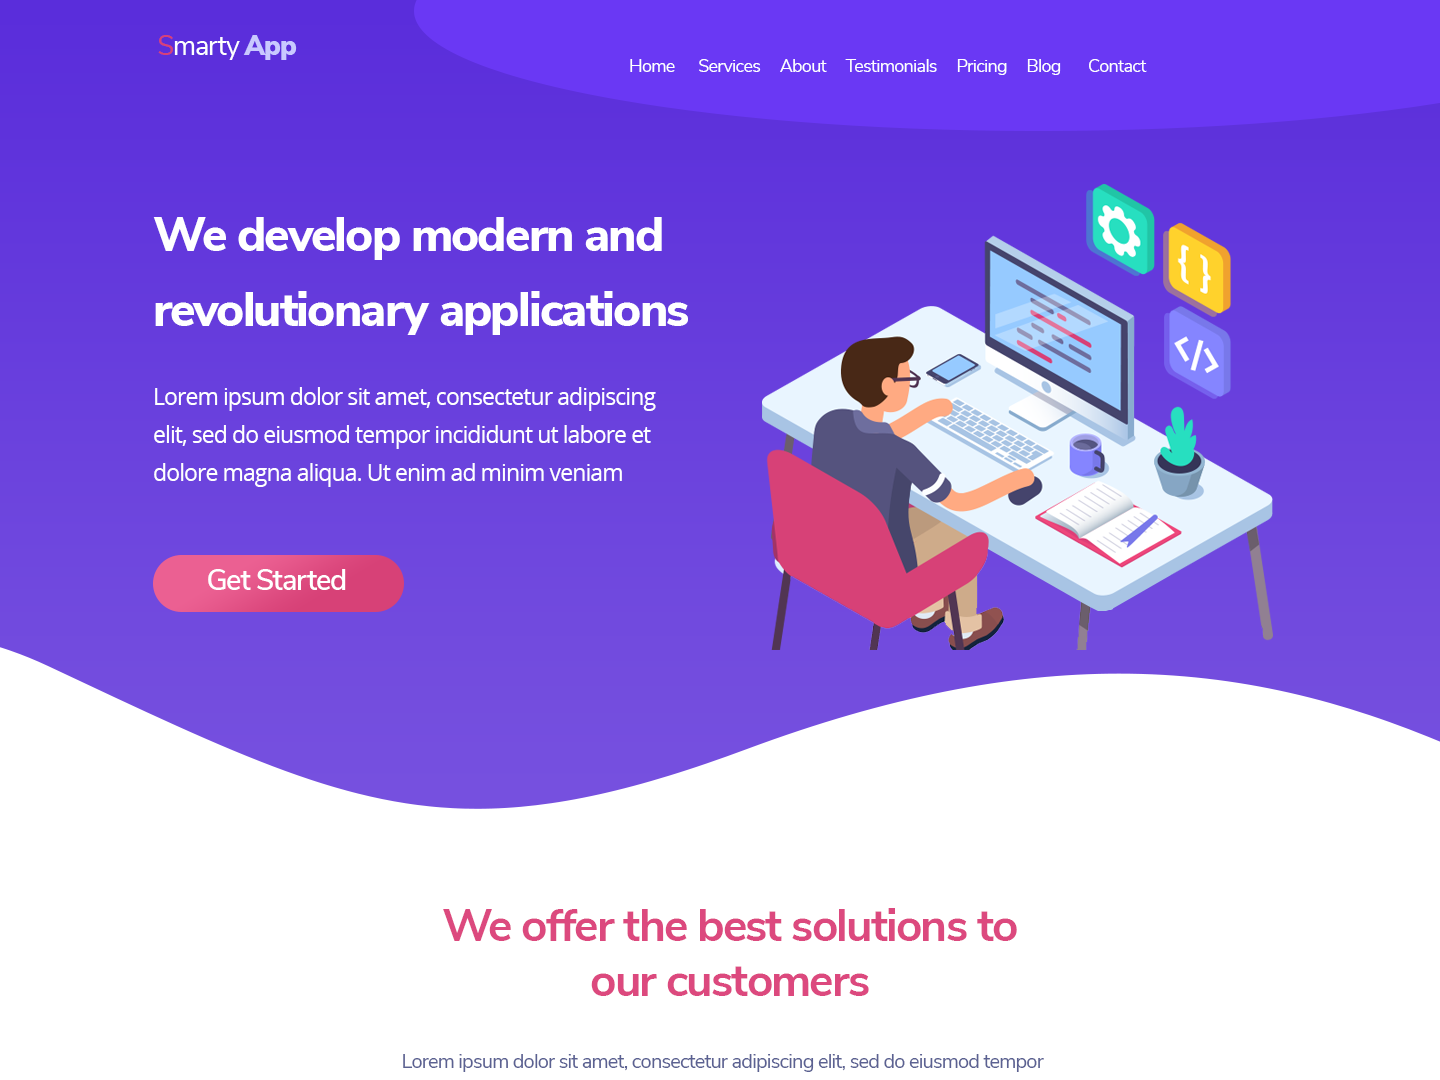 Smarty App
Home Services About Testimonials Pricing Blog Contact
We develop modern and
revolutionary applications
Lorem ipsum dolor sit amet, consectetur adipiscing
elit, sed do eiusmod tempor incididunt ut labore et
dolore magna aliqua. Ut enim ad minim veniam
Get Started
{ }
</>
We offer the best solutions to
our customers
Lorem ipsum dolor sit amet, consectetur adipiscing elit, sed do eiusmod tempor